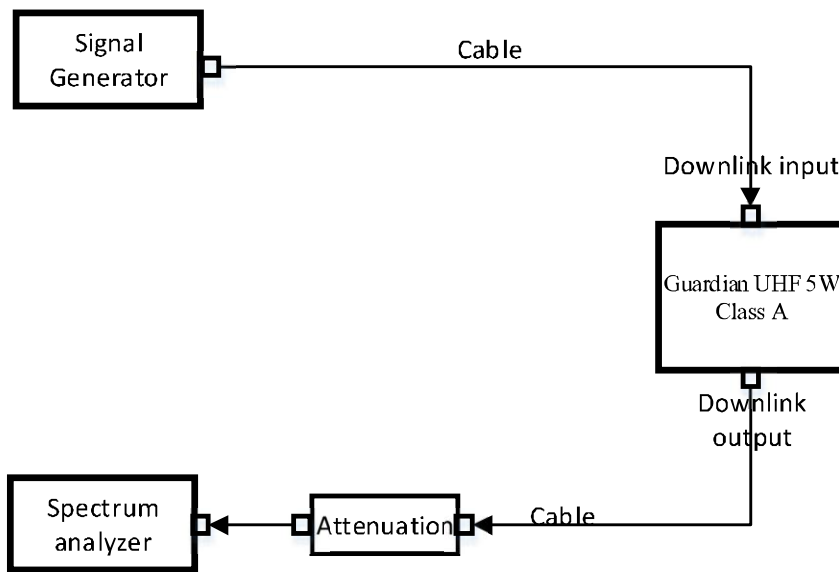 Signal
Generator
Cable
Downlink input
Guardian UHF 5W
Class A
Downlink
output
Cable
Attenuation
Spectrum
analyzer